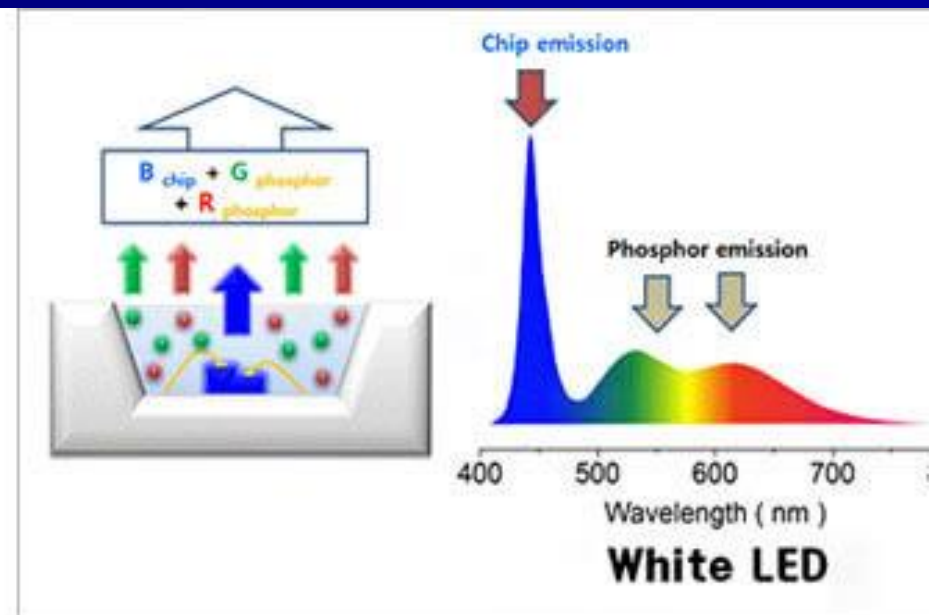 Chip emission
B chip + G phosphor
+ R phosphor
Phosphor emission
400 500 600 700
Wavelength ( nm )
White LED